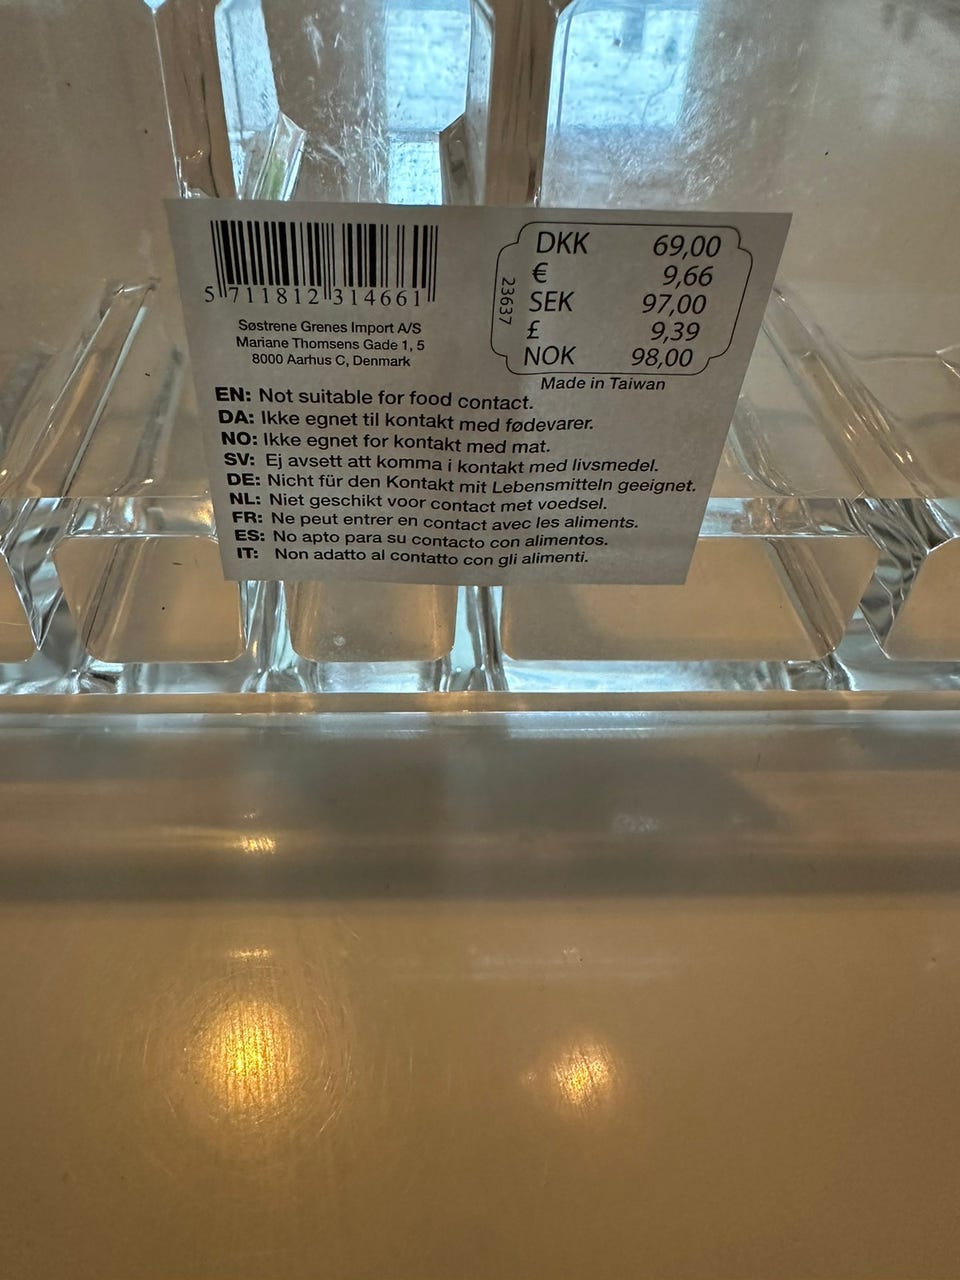 5 711812 314661
Søstrene Grenes Import A/S
Mariane Thomsens Gade 1, 5
8000 Aarhus C, Denmark
23637
DKK 69,00
€ 9,66
SEK 97,00
£ 9,39
NOK 98,00
Made in Taiwan
EN: Not suitable for food contact.
DA: Ikke egnet til kontakt med fødevarer.
NO: Ikke egnet for kontakt med mat.
SV: Ej avsett att komma i kontakt med livsmedel.
DE: Nicht für den Kontakt mit Lebensmitteln geeignet.
NL: Niet geschikt voor contact met voedsel.
FR: Ne peut entrer en contact avec les aliments.
ES: No apto para su contacto con alimentos.
IT: Non adatto al contatto con gli alimenti.